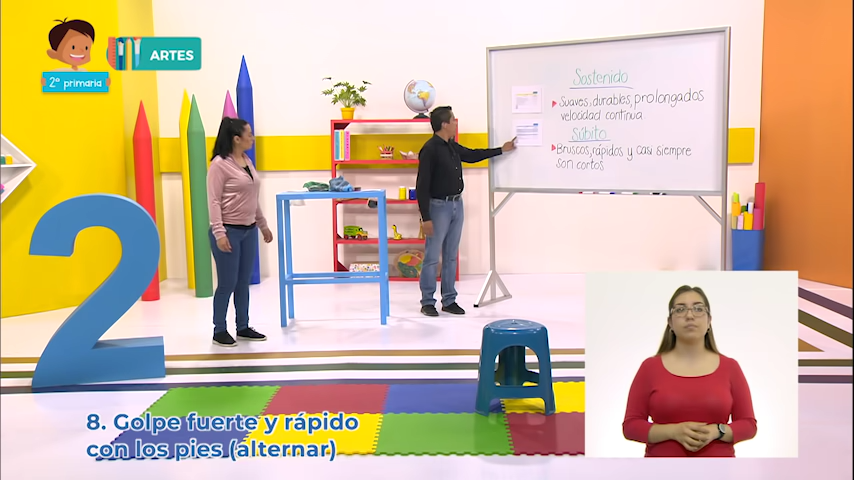 ARTES
2º primaria
Sostenido
Suaves, durables, prolongados
velocidad continua
Súbito
Bruscos, rápidos y casi siempre
son cortos
2
8. Golpe fuerte y rápido
con los pies (alternar)